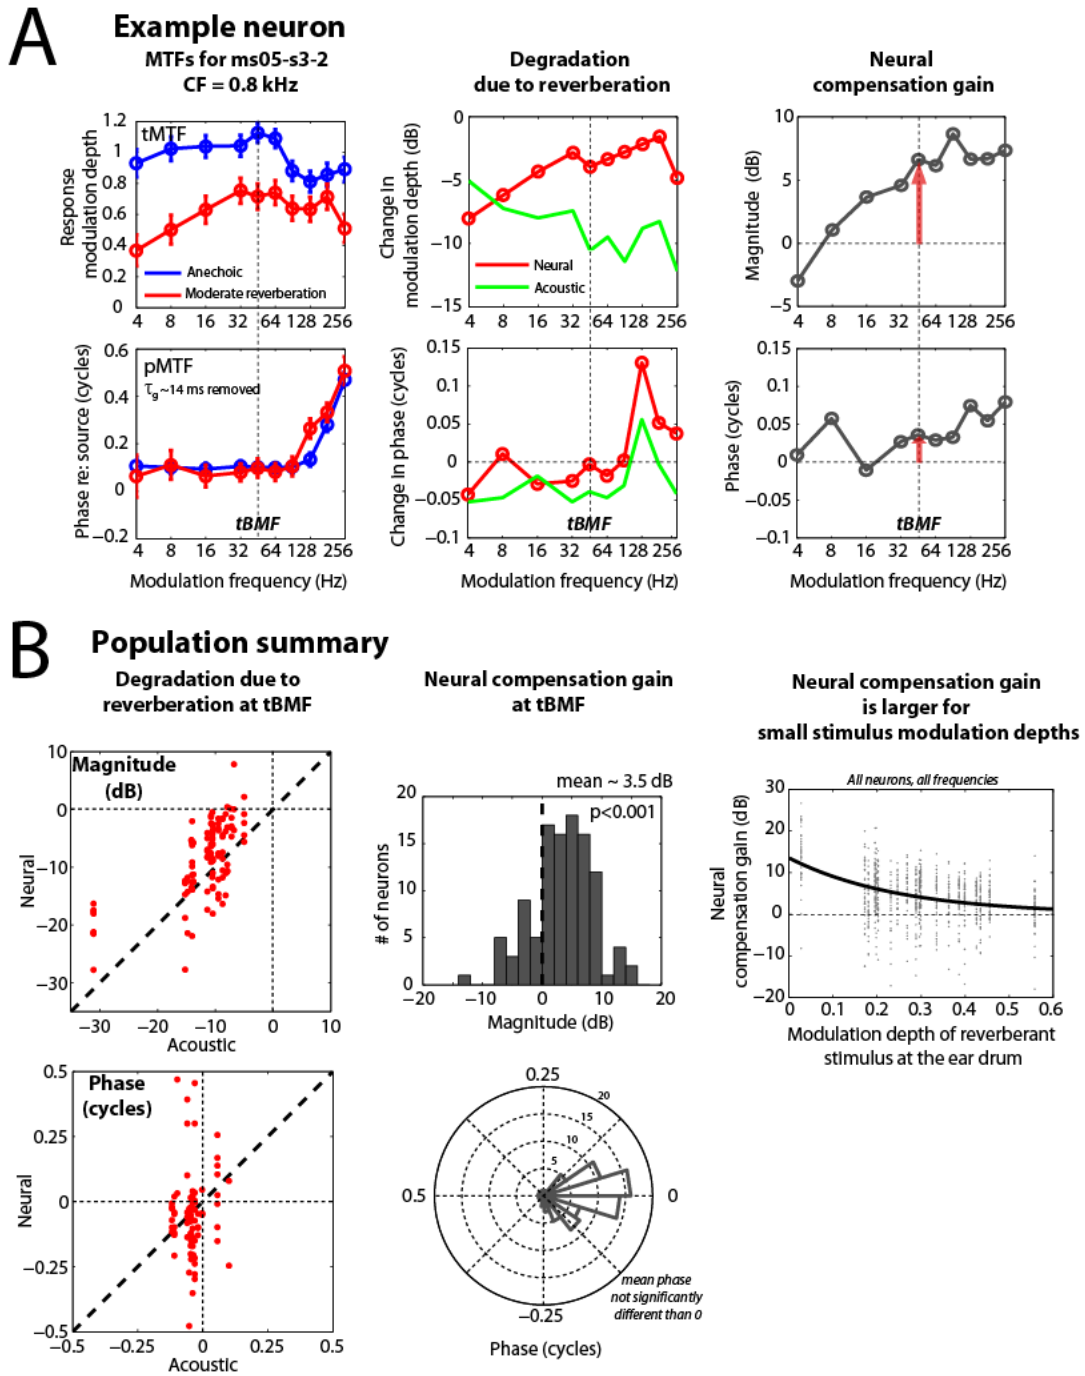 A
Example neuron
MTFs for ms05-s3-2
CF = 0.8 kHz
Degradation
due to reverberation
Neural
compensation gain
tMTF
Response
modulation depth
1.2
1
0.8
0.6
0.4
0.2
0
Anechoic
Moderate reverberation
4 8 16 32 64 128 256
Change In
modulation depth (dB)
0
−5
−10
−15
Neural
Acoustic
4 8 16 32 64 128 256
Magnitude (dB)
10
5
0
−5
4 8 16 32 64 128 256
pMTF
τg~14 ms removed
Phase re: source (cycles)
0.6
0.4
0.2
0
−0.2
tBMF
4 8 16 32 64 128 256
Modulation frequency (Hz)
Change In phase (cycles)
0.15
0.1
0.05
0
−0.05
−0.1
tBMF
4 8 16 32 64 128 256
Modulation frequency (Hz)
Phase (cycles)
0.15
0.1
0.05
0
−0.05
−0.1
tBMF
4 8 16 32 64 128 256
Modulation frequency (Hz)
B
Population summary
Degradation due to
reverberation at tBMF
Neural compensation gain
at tBMF
Neural compensation gain
is larger for
small stimulus modulation depths
Magnitude
(dB)
Neural
10
0
−10
−20
−30
−30 −20 −10 0 10
Acoustic
mean ~ 3.5 dB
p<0.001
# of neurons
20
15
10
5
0
−20 −10 0 10 20
Magnitude (dB)
All neurons, all frequencies
Neural
compensation gain (dB)
30
20
10
0
−10
−20
0 0.1 0.2 0.3 0.4 0.5 0.6
Modulation depth of reverberant
stimulus at the ear drum
Phase
(cycles)
Neural
0.5
0.25
0
−0.25
−0.5
−0.5 −0.25 0 0.25 0.5
Acoustic
0.25
20
15
10
5
0.5
0
−0.25
mean phase
not significantly
different than 0
Phase (cycles)